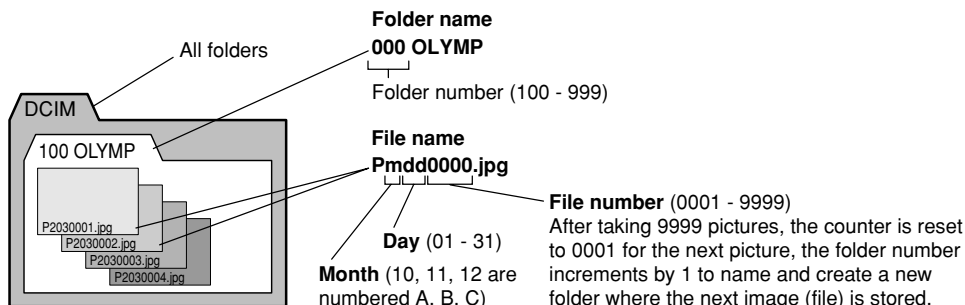 Folder name
000 OLYMP
All folders
Folder number (100 - 999)
DCIM
100 OLYMP
File name
Pmdd0000.jpg
P2030001.jpg
P2030002.jpg
P2030003.jpg
P2030004.jpg
Day (01 - 31)
Month (10, 11, 12 are
numbered A, B, C)
File number (0001 - 9999)
After taking 9999 pictures, the counter is reset
to 0001 for the next picture, the folder number
increments by 1 to name and create a new
folder where the next image (file) is stored.